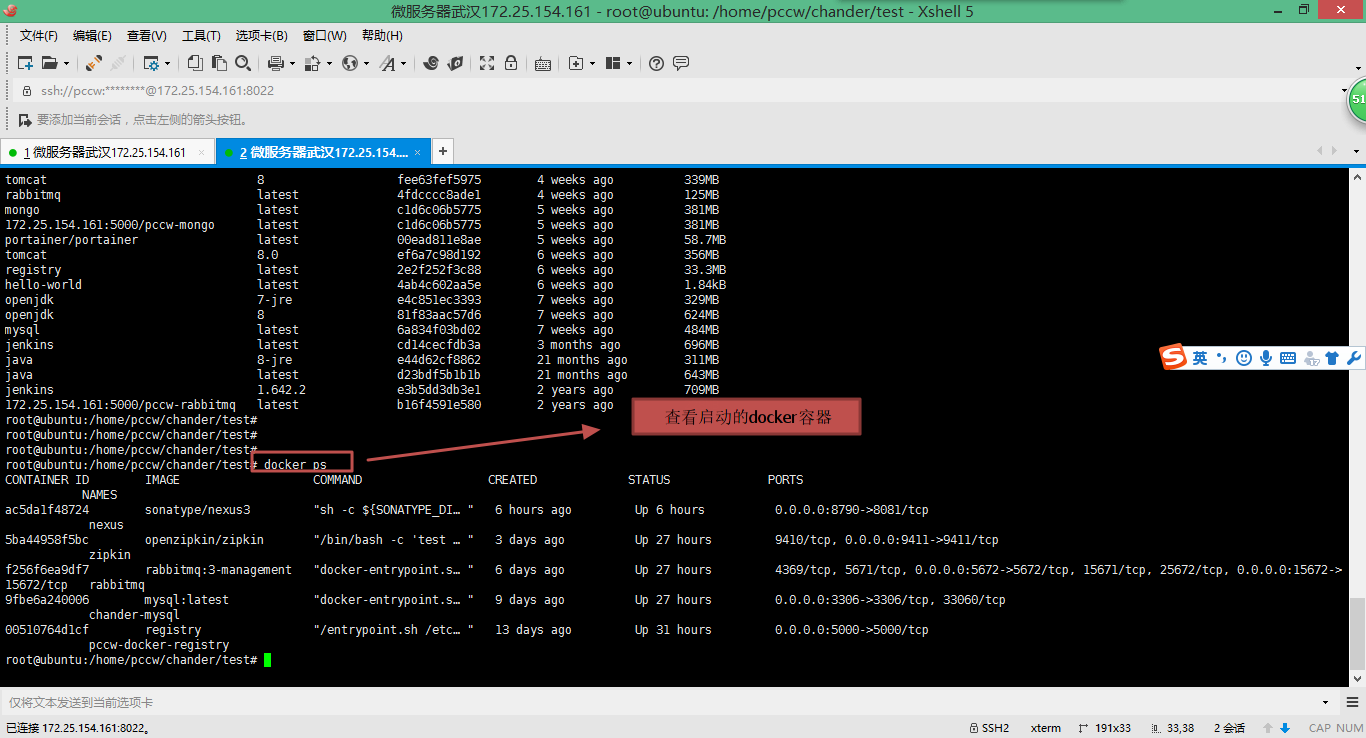 微服务器武汉172.25.154.161 - root@ubuntu: /home/pccw/chander/test - Xshell 5
文件(F) 编辑(E) 查看(V) 工具(T) 选项卡(B) 窗口(W) 帮助(H)
ssh://pccw:********@172.25.154.161:8022
51
要添加当前会话，点击左侧的箭头按钮。
1 微服务器武汉172.25.154.161 × 2 微服务器武汉172.25.154.... × +
tomcat 8 fee63fef5975 4 weeks ago 339MB
rabbitmq latest 4fdcccc8ade1 4 weeks ago 125MB
mongo latest c1d6c06b5775 5 weeks ago 381MB
172.25.154.161:5000/pccw-mongo latest c1d6c06b5775 5 weeks ago 381MB
portainer/portainer latest 00ead811e8ae 5 weeks ago 58.7MB
tomcat 8.0 ef6a7c98d192 6 weeks ago 356MB
registry latest 2e2f252f3c88 6 weeks ago 33.3MB
hello-world latest 4ab4c602aa5e 6 weeks ago 1.84kB
openjdk 7-jre e4c851ec3393 7 weeks ago 329MB
openjdk 8 81f83aac57d6 7 weeks ago 624MB
mysql latest 6a834f03bd02 7 weeks ago 484MB
jenkins latest cd14cecfdb3a 3 months ago 696MB
java 8-jre e44d62cf8862 21 months ago 311MB
java latest d23bdf5b1b1b 21 months ago 643MB
jenkins 1.642.2 e3b5dd3db3e1 2 years ago 709MB
172.25.154.161:5000/pccw-rabbitmq latest b16f4591e580 2 years ago
英
查看启动的docker容器
root@ubuntu:/home/pccw/chander/test#
root@ubuntu:/home/pccw/chander/test#
root@ubuntu:/home/pccw/chander/test#
root@ubuntu:/home/pccw/chander/test# docker ps
CONTAINER ID IMAGE COMMAND CREATED STATUS PORTS
NAMES
ac5da1f48724 sonatype/nexus3 "sh -c ${SONATYPE_DI… " 6 hours ago Up 6 hours 0.0.0.0:8790->8081/tcp
nexus
5ba44958f5bc openzipkin/zipkin "/bin/bash -c 'test … " 3 days ago Up 27 hours 9410/tcp, 0.0.0.0:9411->9411/tcp
zipkin
f256f6ea9df7 rabbitmq:3-management "docker-entrypoint.s… " 6 days ago Up 27 hours 4369/tcp, 5671/tcp, 0.0.0.0:5672->5672/tcp, 15671/tcp, 25672/tcp, 0.0.0.0:15672->
15672/tcp rabbitmq
9fbe6a240006 mysql:latest "docker-entrypoint.s… " 9 days ago Up 27 hours 0.0.0.0:3306->3306/tcp, 33060/tcp
chander-mysql
00510764d1cf registry "/entrypoint.sh /etc… " 13 days ago Up 31 hours 0.0.0.0:5000->5000/tcp
pccw-docker-registry
root@ubuntu:/home/pccw/chander/test#
仅将文本发送到当前选项卡
已连接 172.25.154.161:8022。 SSH2 xterm 191x33 33,38 2 会话 CAP NUM